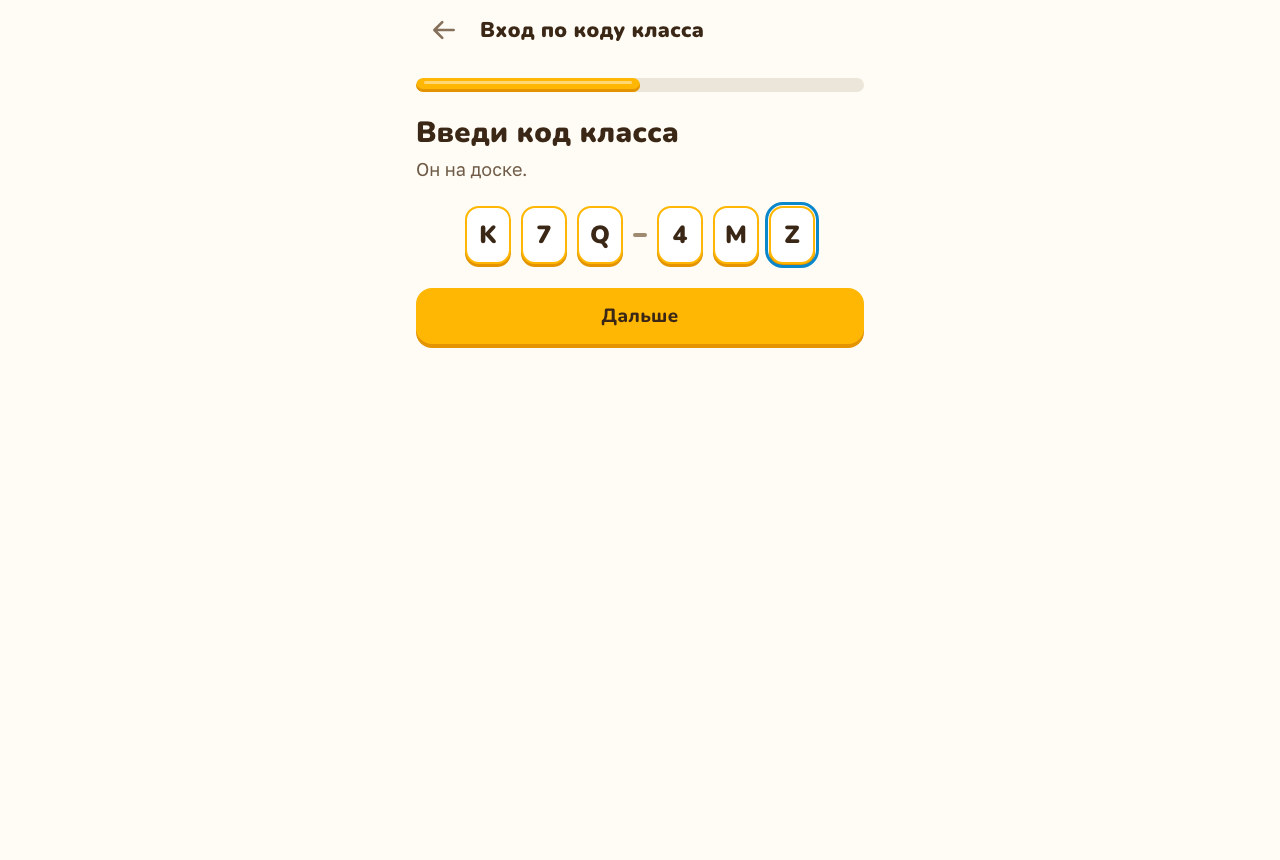 Вход по коду класса
Введи код класса
Он на доске.
K 7 Q – 4 M Z
Дальше